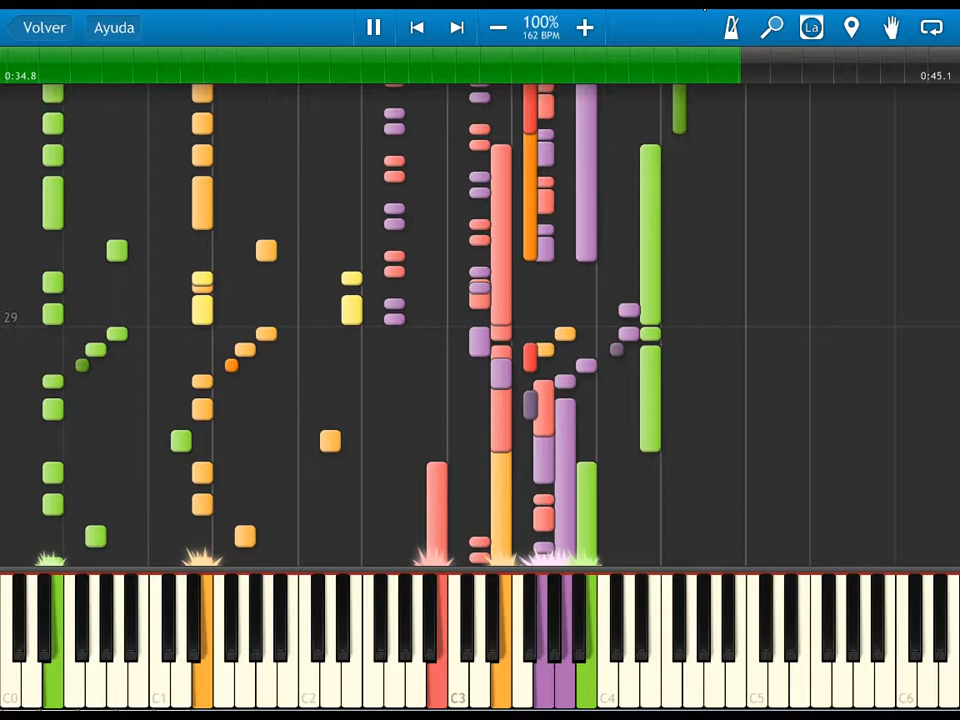 Volver Ayuda 100% La
162 BPM
0:34.8 0:45.1
29
C0 C1 C2 C3 C4 C5 C6